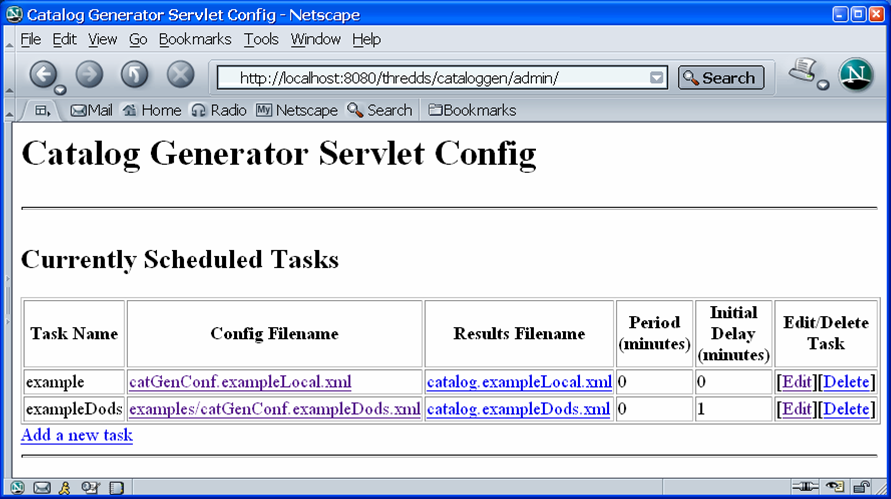 Catalog Generator Servlet Config - Netscape
File Edit View Go Bookmarks Tools Window Help
http://localhost:8080/thredds/cataloggen/admin/ Search N
Mail Home Radio My Netscape Search Bookmarks
Catalog Generator Servlet Config
Currently Scheduled Tasks
Task Name Config Filename Results Filename Period (minutes) Initial Delay (minutes) Edit/Delete Task
example catGenConf.exampleLocal.xml catalog.exampleLocal.xml 0 0 [Edit][Delete]
exampleDods examples/catGenConf.exampleDods.xml catalog.exampleDods.xml 0 1 [Edit][Delete]
Add a new task